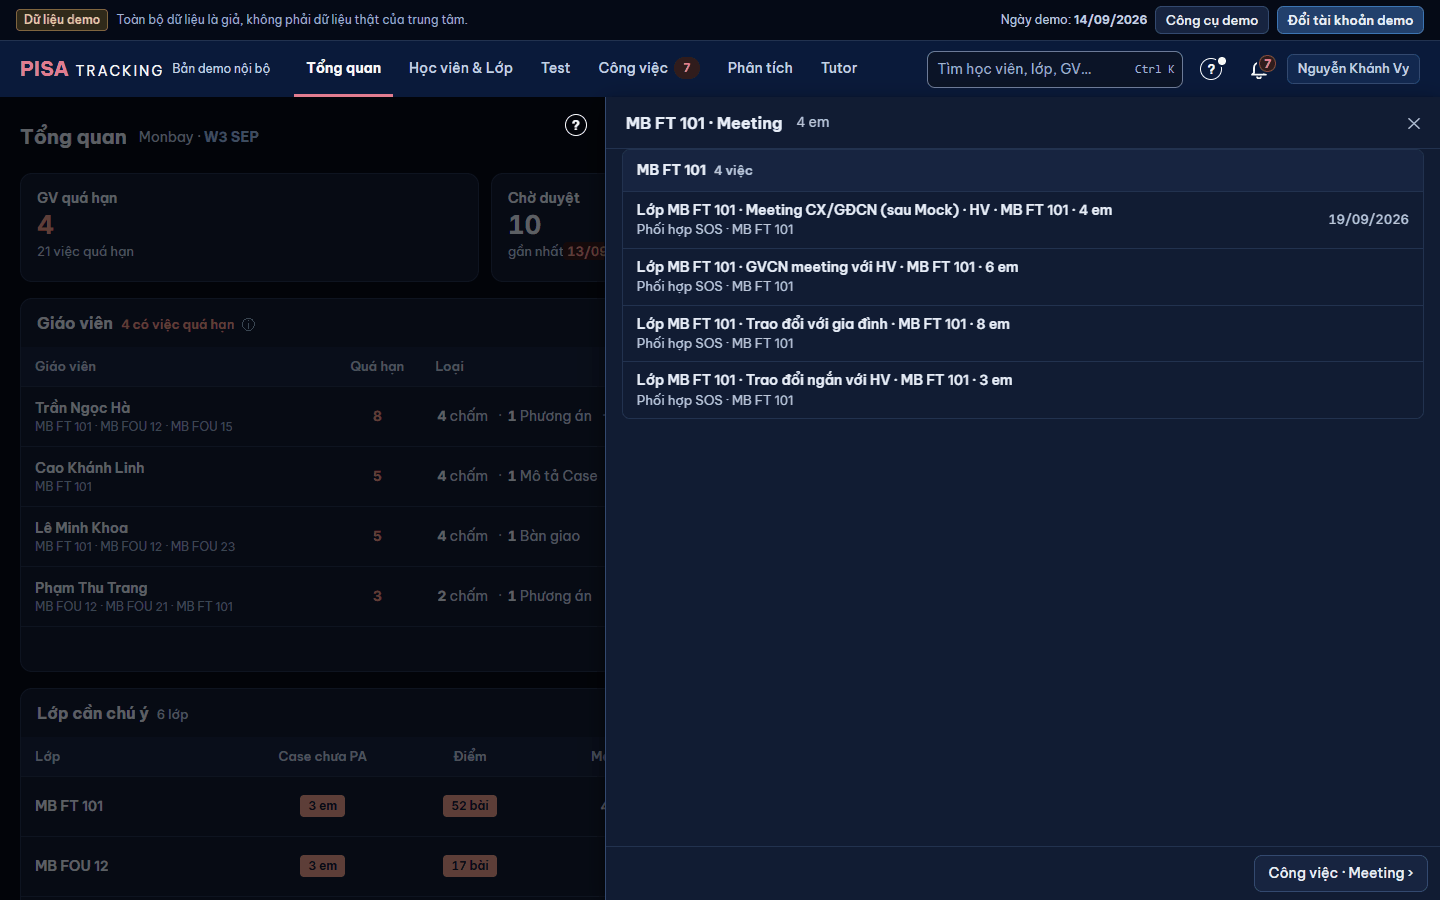 Dữ liệu demo Toàn bộ dữ liệu là giả, không phải dữ liệu thật của trung tâm. Ngày demo: 14/09/2026 Công cụ demo Đổi tài khoản demo
PISA TRACKING Bản demo nội bộ Tổng quan Học viên & Lớp Test Công việc 7 Phân tích Tutor Tìm học viên, lớp, GV... Ctrl K ? 7 Nguyễn Khánh Vy
Tổng quan Monbay · W3 SEP ?
GV quá hạn
4
21 việc quá hạn
Chờ duyệt
10
gần nhất 13/09
Giáo viên 4 có việc quá hạn
Giáo viên Quá hạn Loại
Trần Ngọc Hà
MB FT 101 · MB FOU 12 · MB FOU 15
8 4 chấm · 1 Phương án ·
Cao Khánh Linh
MB FT 101
5 4 chấm · 1 Mô tả Case
Lê Minh Khoa
MB FT 101 · MB FOU 12 · MB FOU 23
5 4 chấm · 1 Bàn giao
Phạm Thu Trang
MB FOU 12 · MB FOU 21 · MB FT 101
3 2 chấm · 1 Phương án
Lớp cần chú ý 6 lớp
Lớp Case chưa PA Điểm
MB FT 101 3 em 52 bài
MB FOU 12 3 em 17 bài
MB FT 101 · Meeting 4 em
MB FT 101 4 việc
Lớp MB FT 101 · Meeting CX/GĐCN (sau Mock) · HV · MB FT 101 · 4 em
Phối hợp SOS · MB FT 101
19/09/2026
Lớp MB FT 101 · GVCN meeting với HV · MB FT 101 · 6 em
Phối hợp SOS · MB FT 101
Lớp MB FT 101 · Trao đổi với gia đình · MB FT 101 · 8 em
Phối hợp SOS · MB FT 101
Lớp MB FT 101 · Trao đổi ngắn với HV · MB FT 101 · 3 em
Phối hợp SOS · MB FT 101
Công việc · Meeting ›